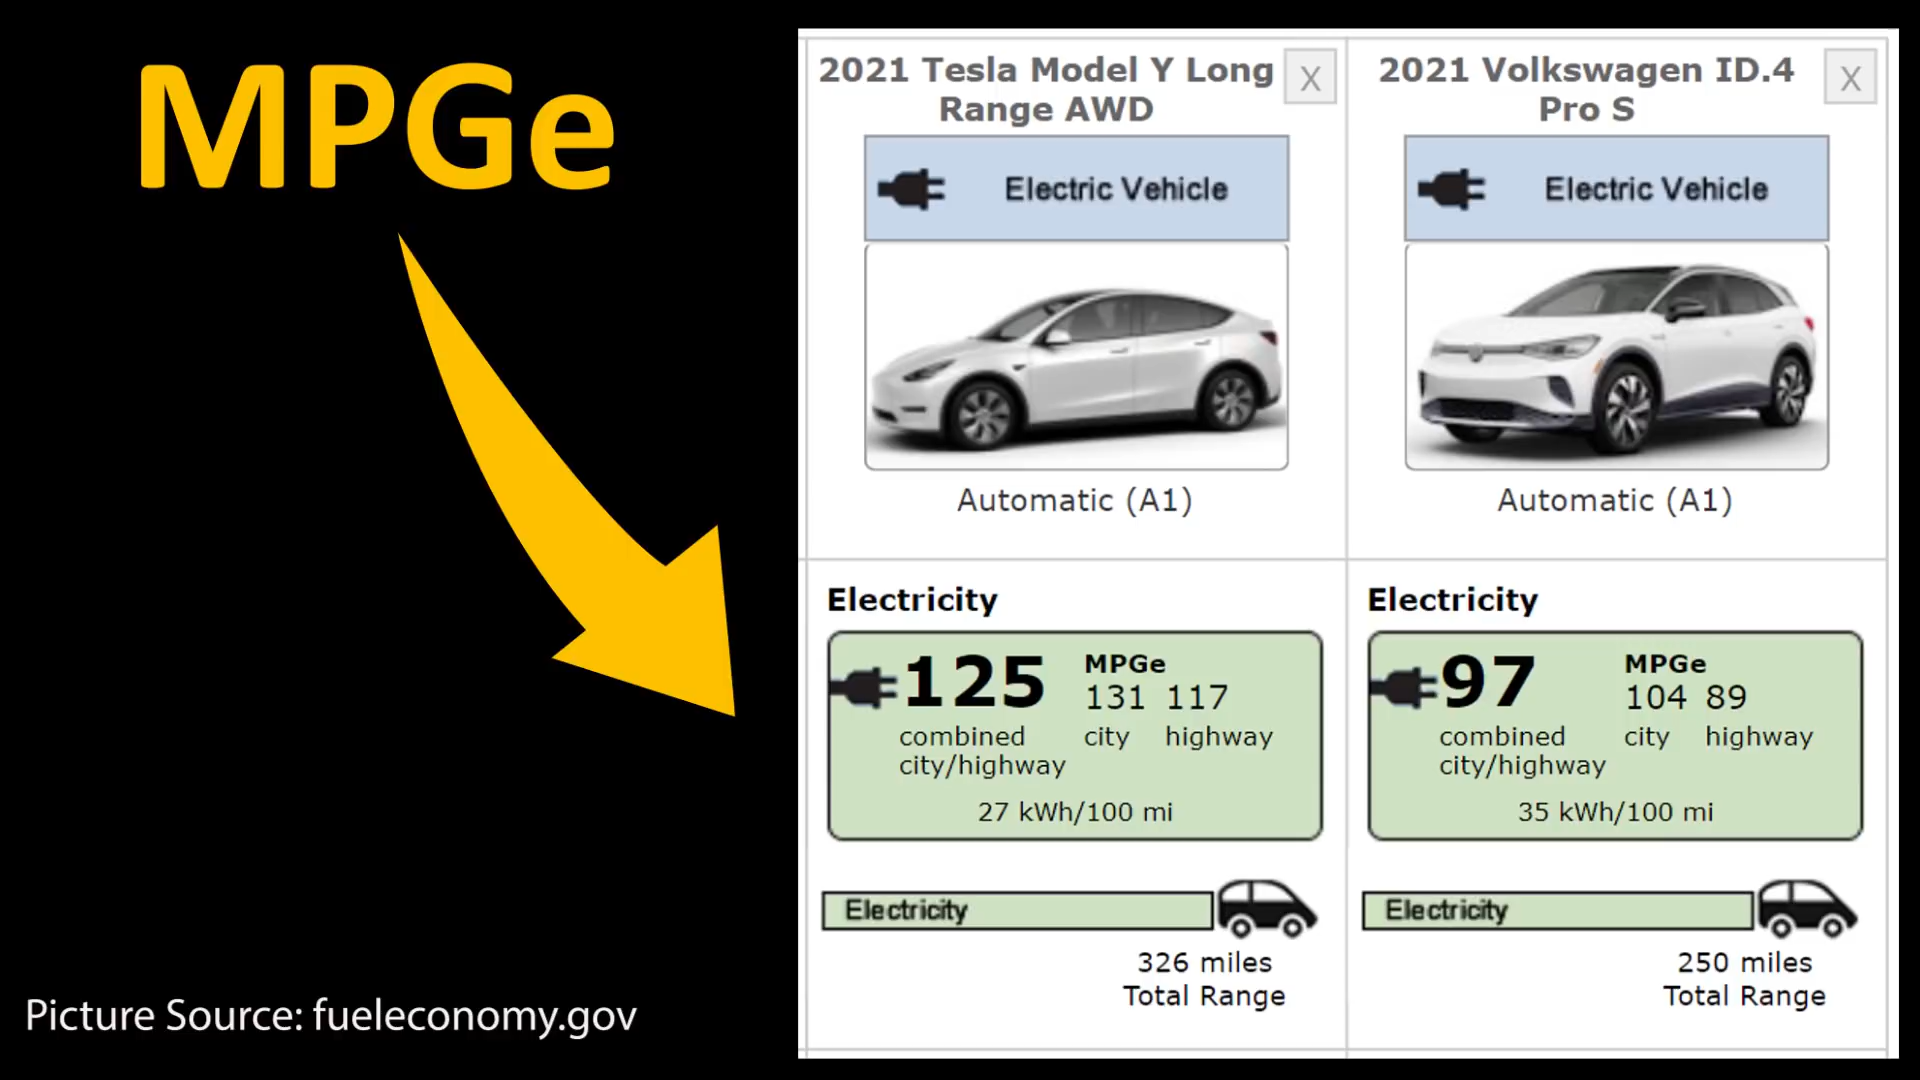 MPGe
2021 Tesla Model Y Long
Range AWD
X
Electric Vehicle
Automatic (A1)
Electricity
125
MPGe
131 117
combined city highway
city/highway
27 kWh/100 mi
Electricity
326 miles
Total Range
2021 Volkswagen ID.4
Pro S
X
Electric Vehicle
Automatic (A1)
Electricity
97
MPGe
104 89
combined city highway
city/highway
35 kWh/100 mi
Electricity
250 miles
Total Range
Picture Source: fueleconomy.gov